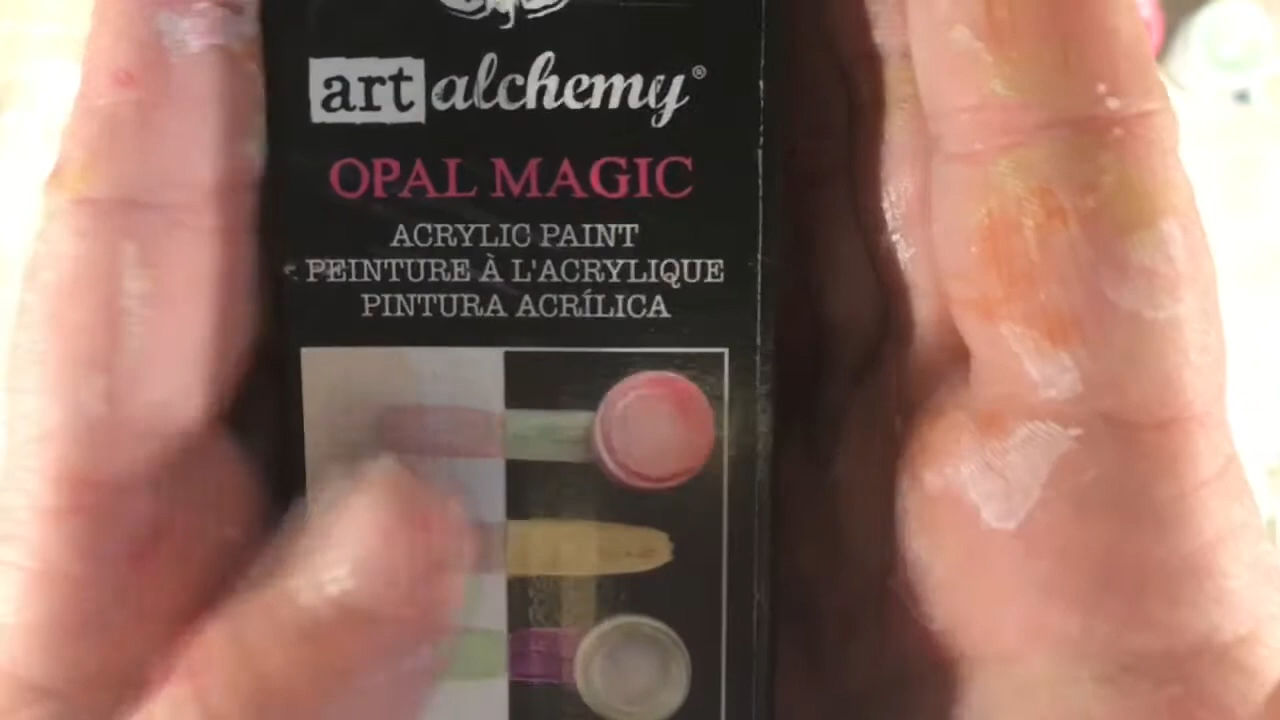 art alchemy®
OPAL MAGIC
ACRYLIC PAINT
PEINTURE À L'ACRYLIQUE
PINTURA ACRÍLICA